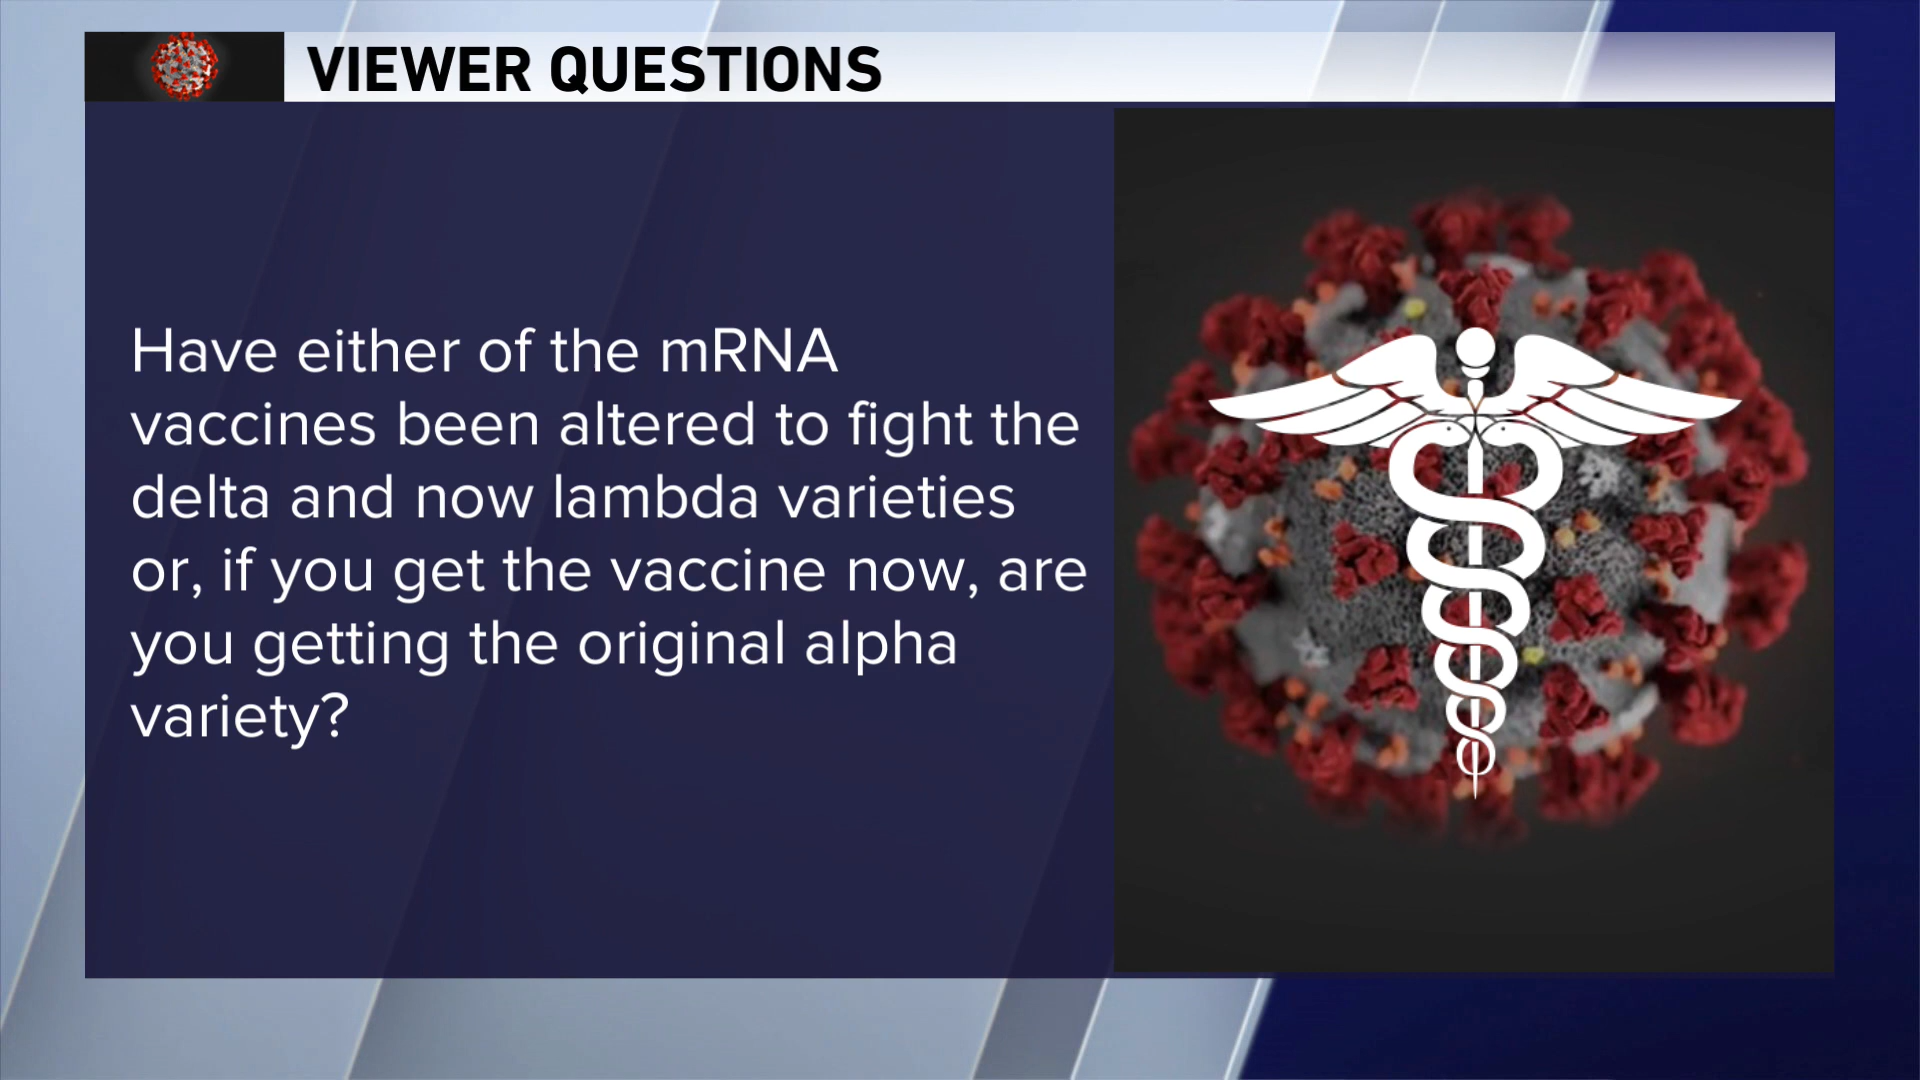 VIEWER QUESTIONS
Have either of the mRNA
vaccines been altered to fight the
delta and now lambda varieties
or, if you get the vaccine now, are
you getting the original alpha
variety?